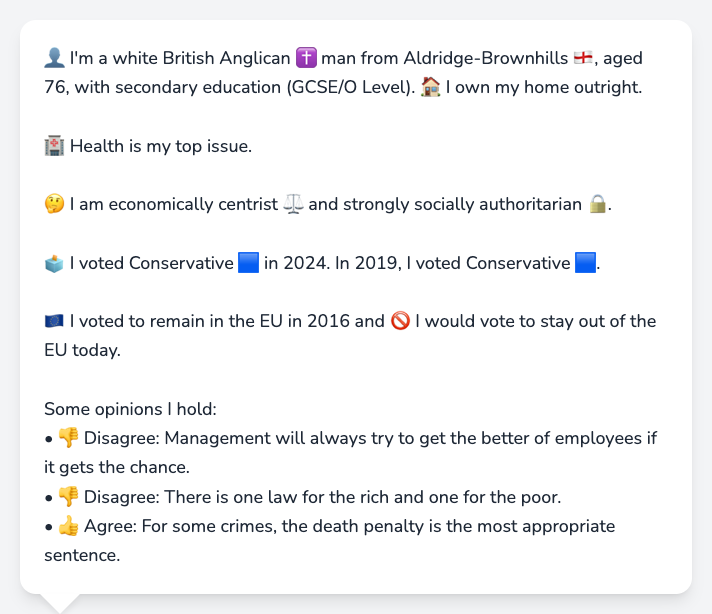 👤 I'm a white British Anglican ✝️ man from Aldridge-Brownhills 🏴󠁧󠁢󠁥󠁮󠁧󠁿, aged
76, with secondary education (GCSE/O Level). 🏠 I own my home outright.
🏥 Health is my top issue.
🤔 I am economically centrist ⚖️ and strongly socially authoritarian 🔒.
🗳️ I voted Conservative 🟦 in 2024. In 2019, I voted Conservative 🟦.
🇪🇺 I voted to remain in the EU in 2016 and 🚫 I would vote to stay out of the
EU today.
Some opinions I hold:
• 👎 Disagree: Management will always try to get the better of employees if
it gets the chance.
• 👎 Disagree: There is one law for the rich and one for the poor.
• 👍 Agree: For some crimes, the death penalty is the most appropriate
sentence.